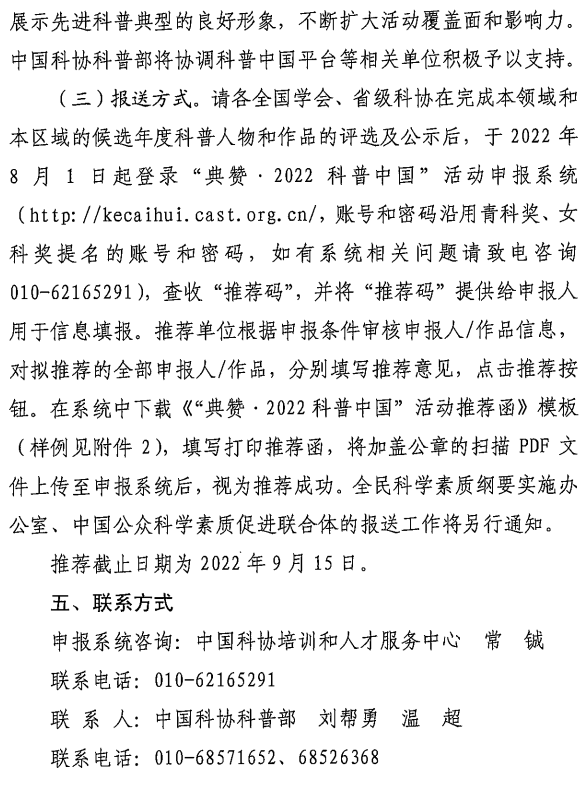 展示先进科普典型的良好形象，不断扩大活动覆盖面和影响力。
中国科协科普部将协调科普中国平台等相关单位积极予以支持。
（三）报送方式。请各全国学会、省级科协在完成本领域和
本区域的候选年度科普人物和作品的评选及公示后，于 2022 年
8 月 1 日起登录“典赞·2022 科普中国”活动申报系统
（http://kecaihui.cast.org.cn/，账号和密码沿用青科奖、女
科奖提名的账号和密码，如有系统相关问题请致电咨询
010-62165291），查收“推荐码”，并将“推荐码”提供给申报人
用于信息填报。推荐单位根据申报条件审核申报人/作品信息，
对拟推荐的全部申报人/作品，分别填写推荐意见，点击推荐按
钮。在系统中下载《“典赞·2022 科普中国”活动推荐函》模板
（样例见附件 2），填写打印推荐函，将加盖公章的扫描 PDF 文
件上传至申报系统后，视为推荐成功。全民科学素质纲要实施办
公室、中国公众科学素质促进联合体的报送工作将另行通知。
推荐截止日期为 2022 年 9 月 15 日。
五、联系方式
申报系统咨询：中国科协培训和人才服务中心 常 铖
联系电话：010-62165291
联 系 人：中国科协科普部 刘帮勇 温 超
联系电话：010-68571652、68526368